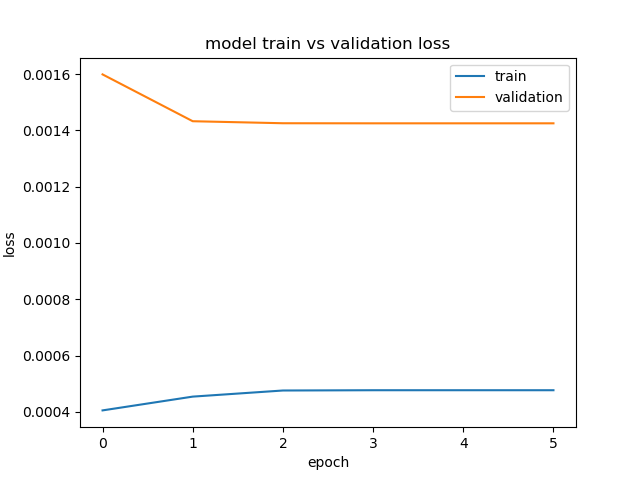 model train vs validation loss
train
validation
0.0016
0.0014
0.0012
0.0010
0.0008
0.0006
0.0004
loss
0 1 2 3 4 5
epoch